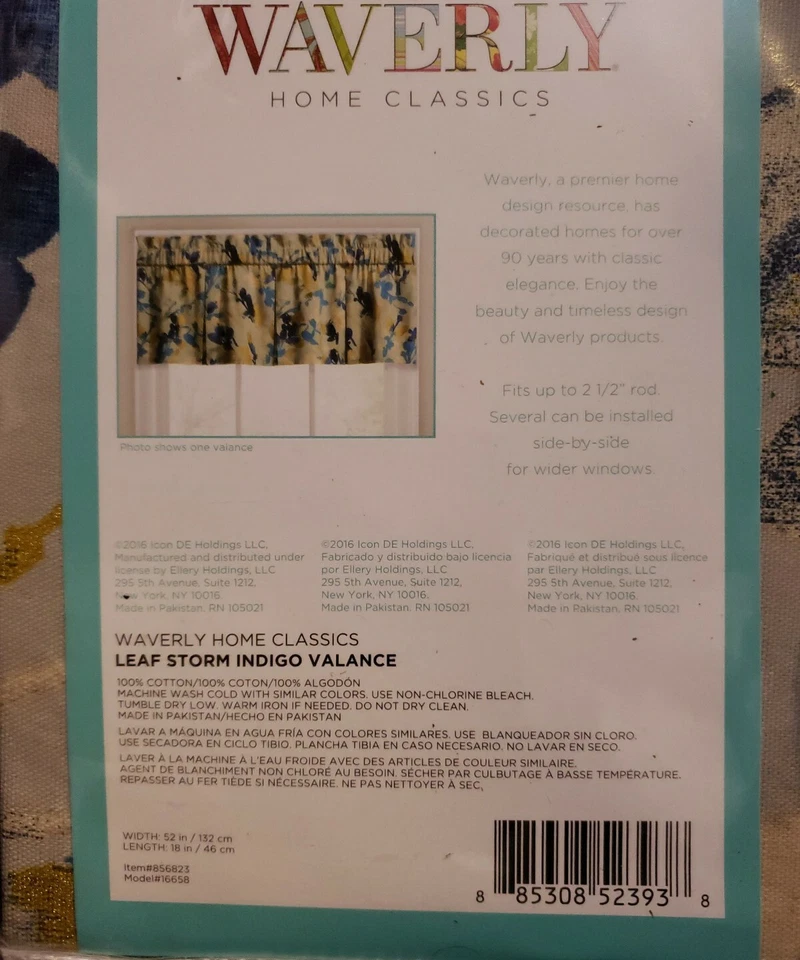 WAVERLY
HOME CLASSICS
Waverly, a premier home
design resource, has
decorated homes for over
90 years with classic
elegance. Enjoy the
beauty and timeless design
of Waverly products.
Fits up to 2 1/2" rod.
Several can be installed
side-by-side
for wider windows.
Photo shows one valance
©2016 Icon DE Holdings LLC,
Manufactured and distributed under
license by Ellery Holdings, LLC
295 5th Avenue, Suite 1212,
New York, NY 10016.
Made in Pakistan. RN 105021
©2016 Icon DE Holdings LLC,
Fabricado y distribuido bajo licencia
por Ellery Holdings, LLC
295 5th Avenue, Suite 1212,
New York, NY 10016.
Made in Pakistan. RN 105021
©2016 Icon DE Holdings LLC,
Fabriqué et distribué sous licence
par Ellery Holdings, LLC
295 5th Avenue, Suite 1212,
New York, NY 10016.
Made in Pakistan. RN 105021
WAVERLY HOME CLASSICS
LEAF STORM INDIGO VALANCE
100% COTTON/100% COTON/100% ALGODÓN
MACHINE WASH COLD WITH SIMILAR COLORS. USE NON-CHLORINE BLEACH.
TUMBLE DRY LOW. WARM IRON IF NEEDED. DO NOT DRY CLEAN.
MADE IN PAKISTAN/HECHO EN PAKISTAN
LAVAR A MÁQUINA EN AGUA FRÍA CON COLORES SIMILARES. USE BLANQUEADOR SIN CLORO.
USE SECADORA EN CICLO TIBIO. PLANCHA TIBIA EN CASO NECESARIO. NO LAVAR EN SECO.
LAVER À LA MACHINE À L'EAU FROIDE AVEC DES ARTICLES DE COULEUR SIMILAIRE.
AGENT DE BLANCHIMENT NON CHLORÉ AU BESOIN. SÉCHER PAR CULBUTAGE À BASSE TEMPÉRATURE.
REPASSER AU FER TIÈDE SI NÉCESSAIRE. NE PAS NETTOYER À SEC.
WIDTH: 52 in / 132 cm
LENGTH: 18 in / 46 cm
Item#856823
Model#16658
8 85308 52393 8